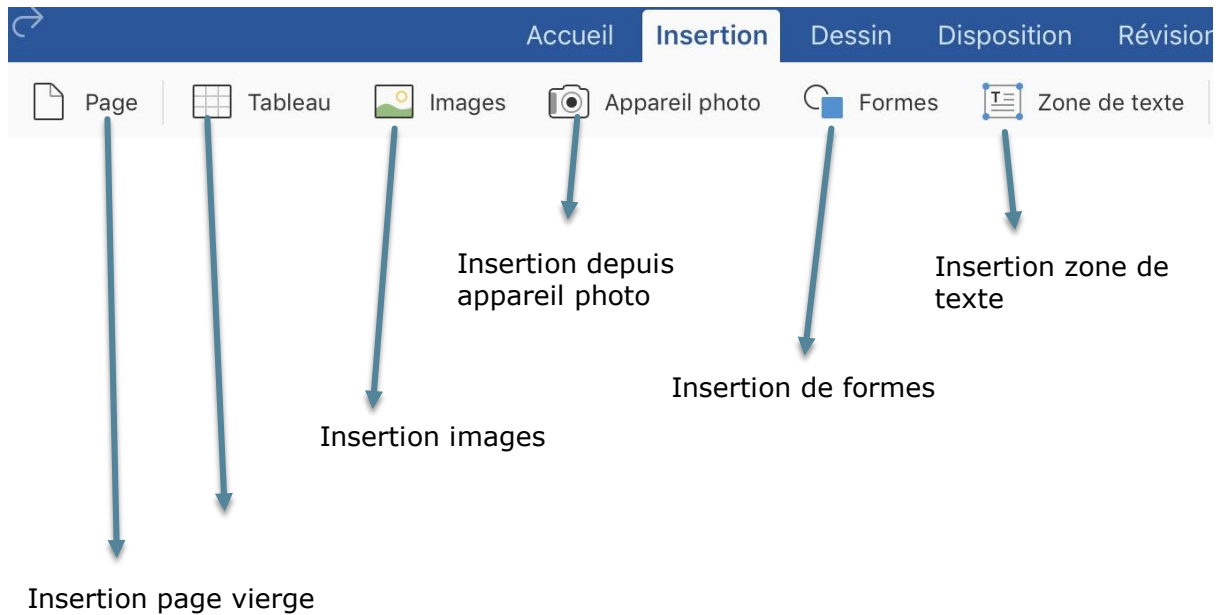 Accueil Insertion Dessin Disposition Révision
Page Tableau Images Appareil photo Formes Zone de texte
Insertion depuis
appareil photo
Insertion zone de
texte
Insertion de formes
Insertion images
Insertion page vierge